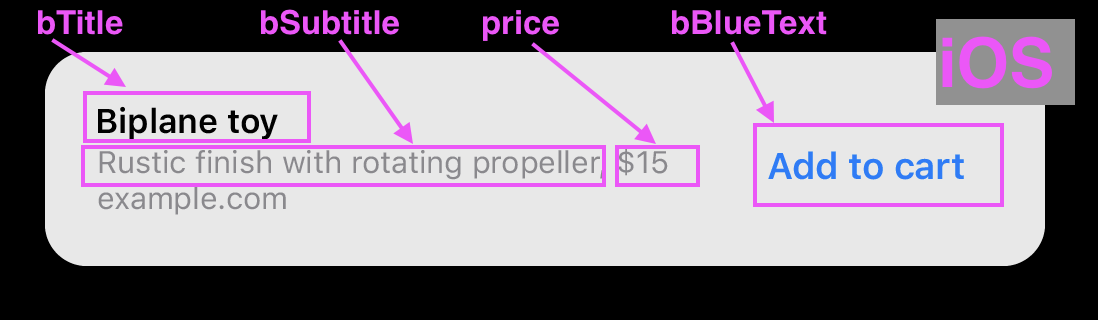 bTitle bSubtitle price bBlueText
iOS
Biplane toy
Rustic finish with rotating propeller, $15
Add to cart
example.com